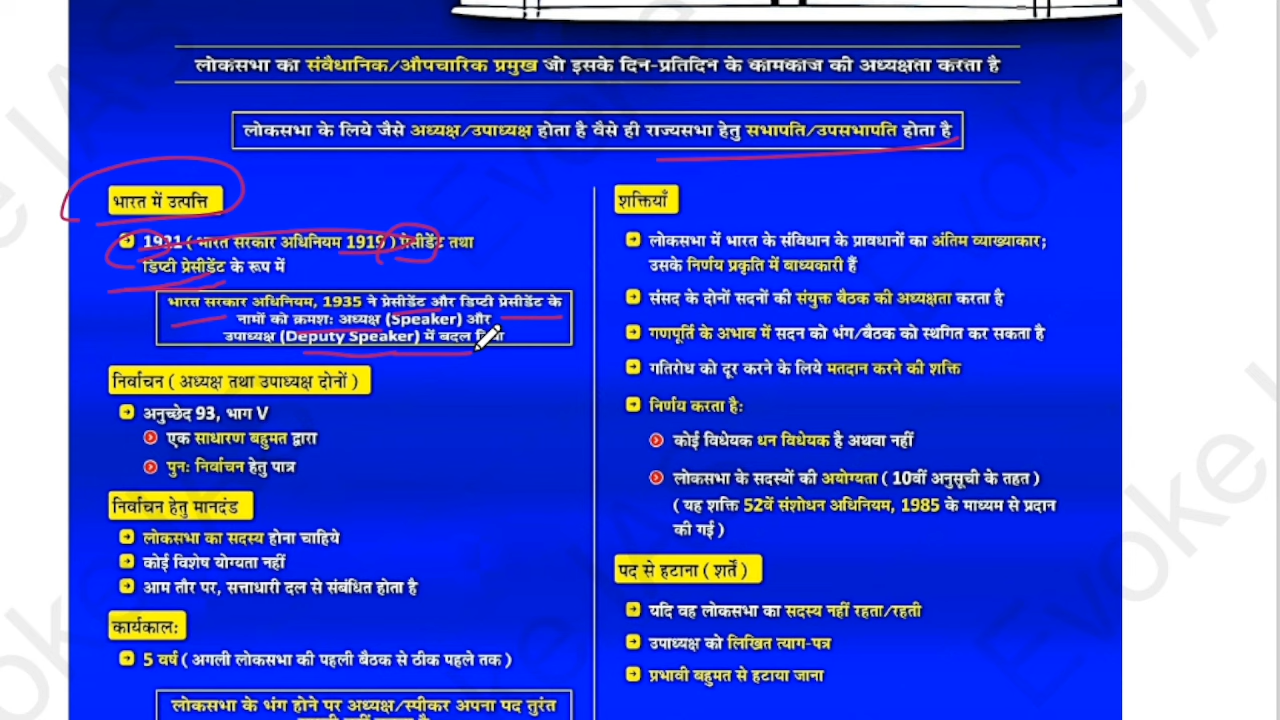 लोकसभा का संवैधानिक/औपचारिक प्रमुख जो इसके दिन-प्रतिदिन के कामकाज की अध्यक्षता करता है
लोकसभा के लिये जैसे अध्यक्ष/उपाध्यक्ष होता है वैसे ही राज्यसभा हेतु सभापति/उपसभापति होता है
भारत में उत्पत्ति
1921 ( भारत सरकार अधिनियम 1919 ) प्रेसीडेंट तथा
डिप्टी प्रेसीडेंट के रूप में
भारत सरकार अधिनियम, 1935 ने प्रेसीडेंट और डिप्टी प्रेसीडेंट के
नामों को क्रमश: अध्यक्ष (Speaker) और
उपाध्यक्ष (Deputy Speaker) में बदल दिया
निर्वाचन ( अध्यक्ष तथा उपाध्यक्ष दोनों )
अनुच्छेद 93, भाग V
एक साधारण बहुमत द्वारा
पुन: निर्वाचन हेतु पात्र
निर्वाचन हेतु मानदंड
लोकसभा का सदस्य होना चाहिये
कोई विशेष योग्यता नहीं
आम तौर पर, सत्ताधारी दल से संबंधित होता है
कार्यकाल:
5 वर्ष ( अगली लोकसभा की पहली बैठक से ठीक पहले तक )
लोकसभा के भंग होने पर अध्यक्ष/स्पीकर अपना पद तुरंत
शक्तियाँ
लोकसभा में भारत के संविधान के प्रावधानों का अंतिम व्याख्याकार;
उसके निर्णय प्रकृति में बाध्यकारी हैं
संसद के दोनों सदनों की संयुक्त बैठक की अध्यक्षता करता है
गणपूर्ति के अभाव में सदन को भंग/बैठक को स्थगित कर सकता है
गतिरोध को दूर करने के लिये मतदान करने की शक्ति
निर्णय करता है:
कोई विधेयक धन विधेयक है अथवा नहीं
लोकसभा के सदस्यों की अयोग्यता ( 10वीं अनुसूची के तहत )
( यह शक्ति 52वें संशोधन अधिनियम, 1985 के माध्यम से प्रदान
की गई )
पद से हटाना ( शर्तें )
यदि वह लोकसभा का सदस्य नहीं रहता/रहती
उपाध्यक्ष को लिखित त्याग-पत्र
प्रभावी बहुमत से हटाया जाना
Evoke IAS